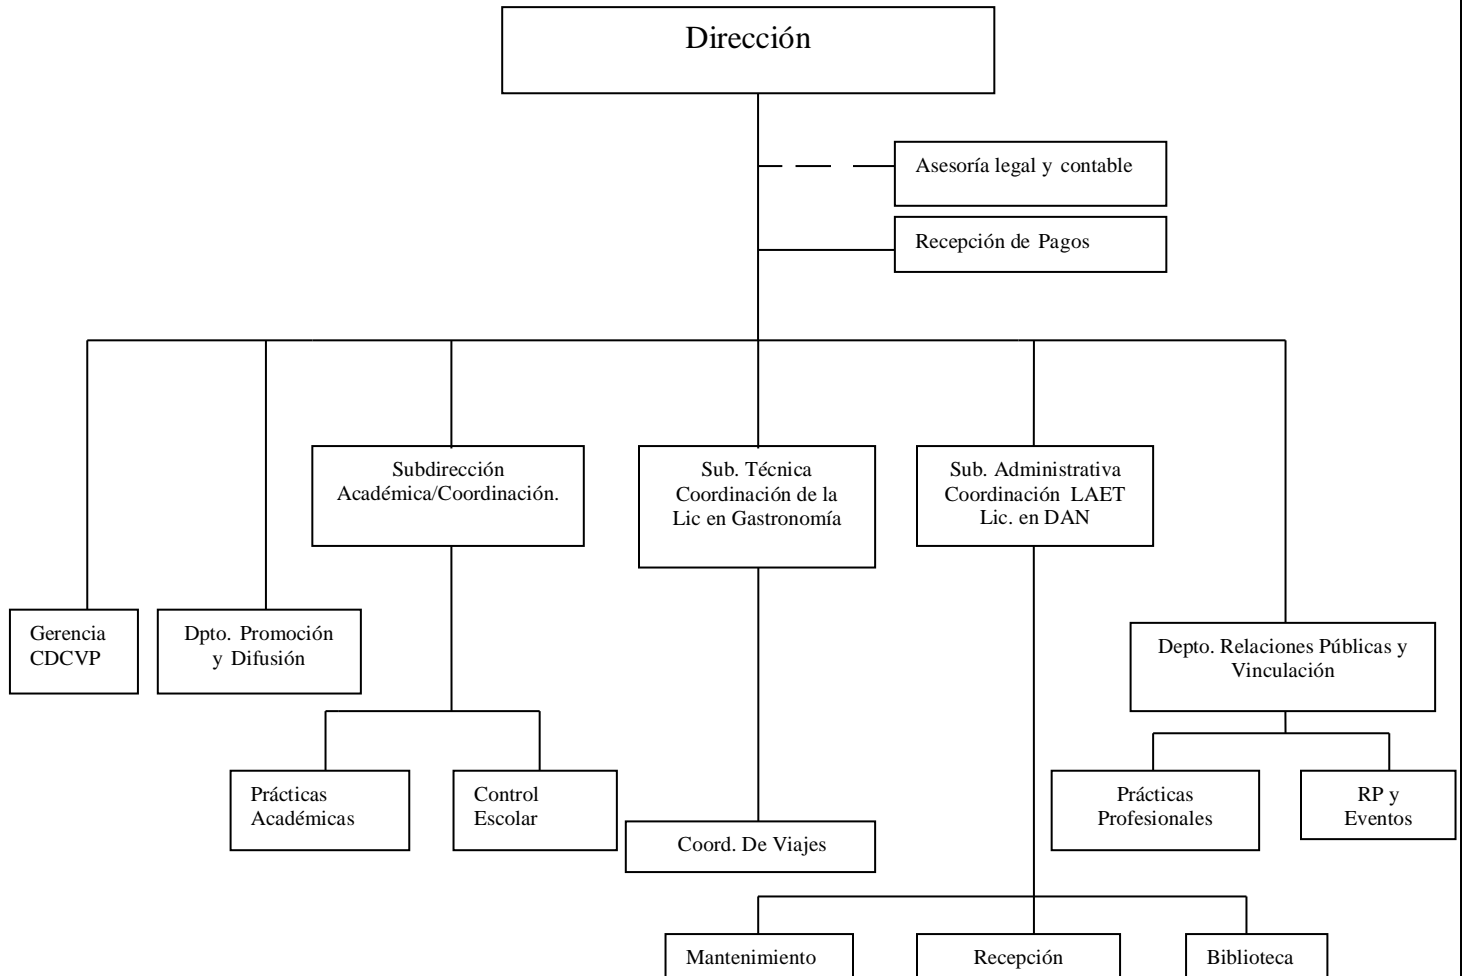 Dirección
Asesoría legal y contable
Recepción de Pagos
Subdirección
Académica/Coordinación.
Sub. Técnica
Coordinación de la
Lic en Gastronomía
Sub. Administrativa
Coordinación LAET
Lic. en DAN
Gerencia
CDCVP
Dpto. Promoción
y Difusión
Depto. Relaciones Públicas y
Vinculación
Prácticas
Académicas
Control
Escolar
Coord. De Viajes
Prácticas
Profesionales
RP y
Eventos
Mantenimiento
Recepción
Biblioteca